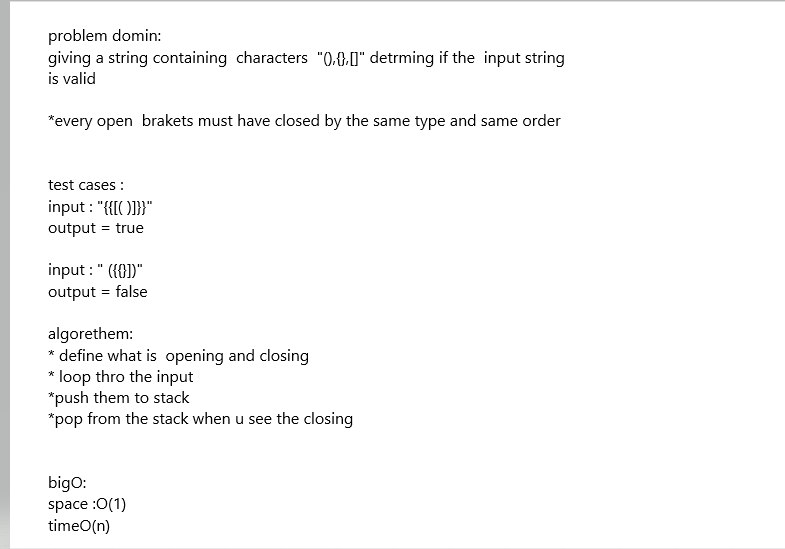 problem domin:
giving a string containing  characters  "(),{},[]" detrming if the  input string
is valid
*every open  brakets must have closed by the same type and same order
test cases :
input : "{{[( )]}}"
output = true
input : " ({{}])"
output = false
algorethem:
* define what is  opening and closing
* loop thro the input
*push them to stack
*pop from the stack when u see the closing
bigO:
space :O(1)
timeO(n)